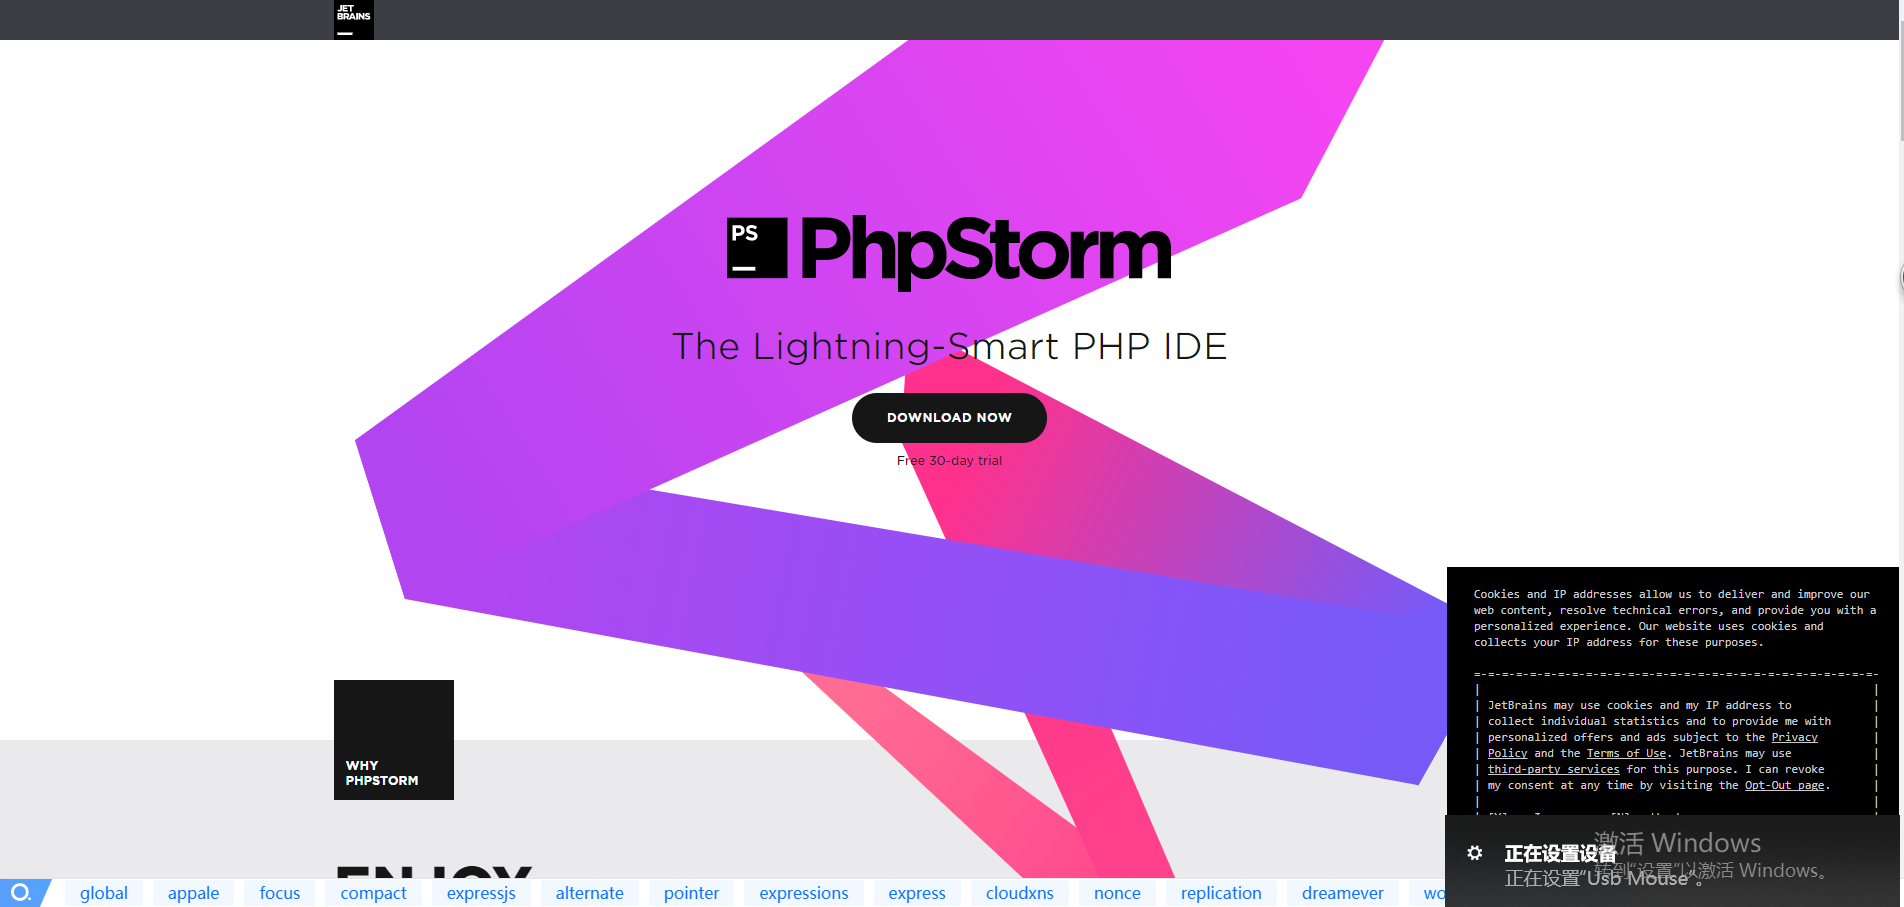 JET
BRAINS
PS
PhpStorm
The Lightning-Smart PHP IDE
DOWNLOAD NOW
Free 30-day trial
WHY
PHPSTORM
ENJOY
Cookies and IP addresses allow us to deliver and improve our
web content, resolve technical errors, and provide you with a
personalized experience. Our website uses cookies and
collects your IP address for these purposes.
JetBrains may use cookies and my IP address to
collect individual statistics and to provide me with
personalized offers and ads subject to the Privacy
Policy and the Terms of Use. JetBrains may use
third-party services for this purpose. I can revoke
my consent at any time by visiting the Opt-Out page.
正在设置设备
正在设置“Usb Mouse”。
激活 Windows
转到“设置”以激活 Windows。
global appale focus compact expressjs alternate pointer expressions express cloudxns nonce replication dreamever wo